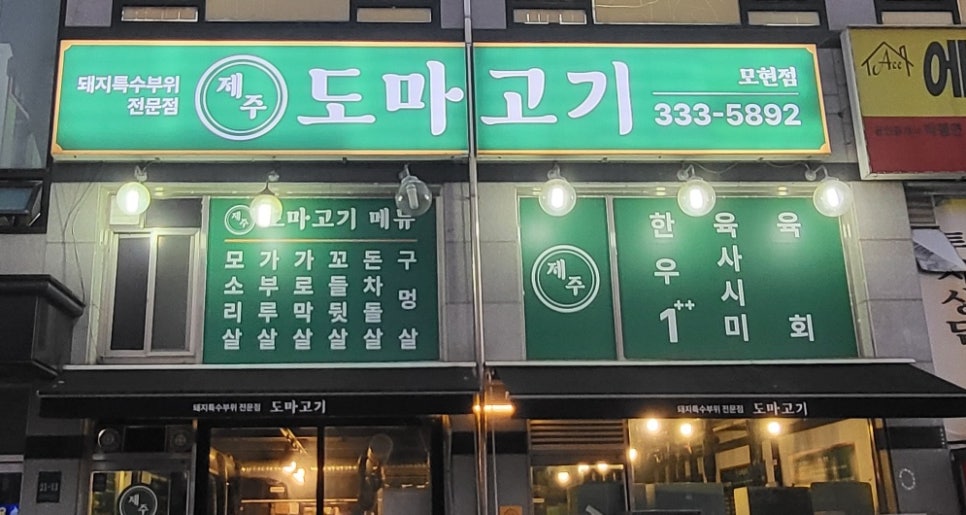 돼지특수부위
전문점
제주
도마고기
모현점
333-5892
AceF
에
제주
도마고기 메뉴
모소리살
가부루살
가로막살
꼬들뒷살
돈차돌살
구멍살
제주
한우1++
육사시미
육회
돼지특수부위 전문점 도마고기
돼지특수부위 전문점 도마고기
제주